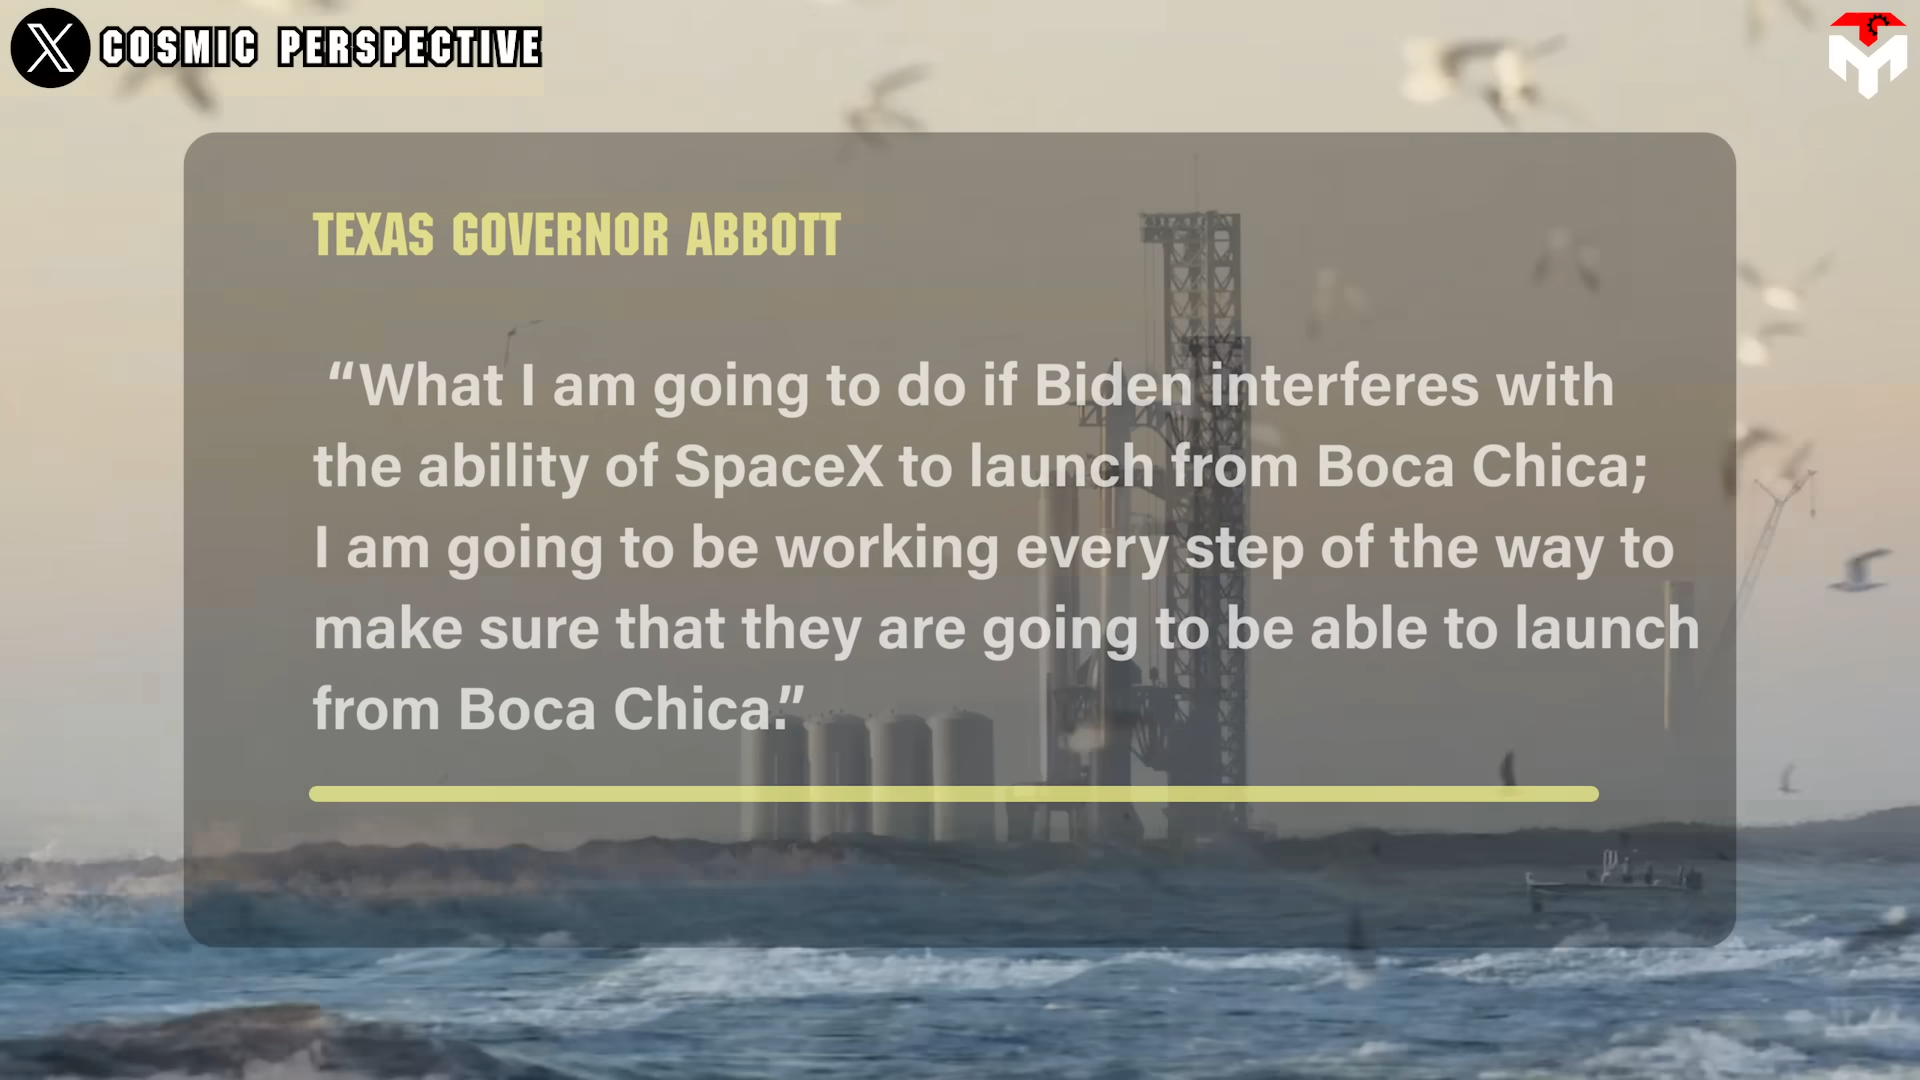 COSMIC PERSPECTIVE
TEXAS GOVERNOR ABBOTT
“What I am going to do if Biden interferes with
the ability of SpaceX to launch from Boca Chica;
I am going to be working every step of the way to
make sure that they are going to be able to launch
from Boca Chica.”